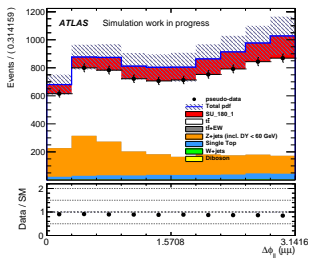 ATLAS Simulation work in progress
Events / ( 0.314159 )
1200
1000
800
600
400
200
0
pseudo-data
Total pdf
SU_180_1
tt̄
tt̄+EW
Z+jets (incl. DY < 60 GeV)
Single Top
W+jets
Diboson
Data / SM
2
1
0
0 1.5708 3.1416
Δϕ_ll (μμ)